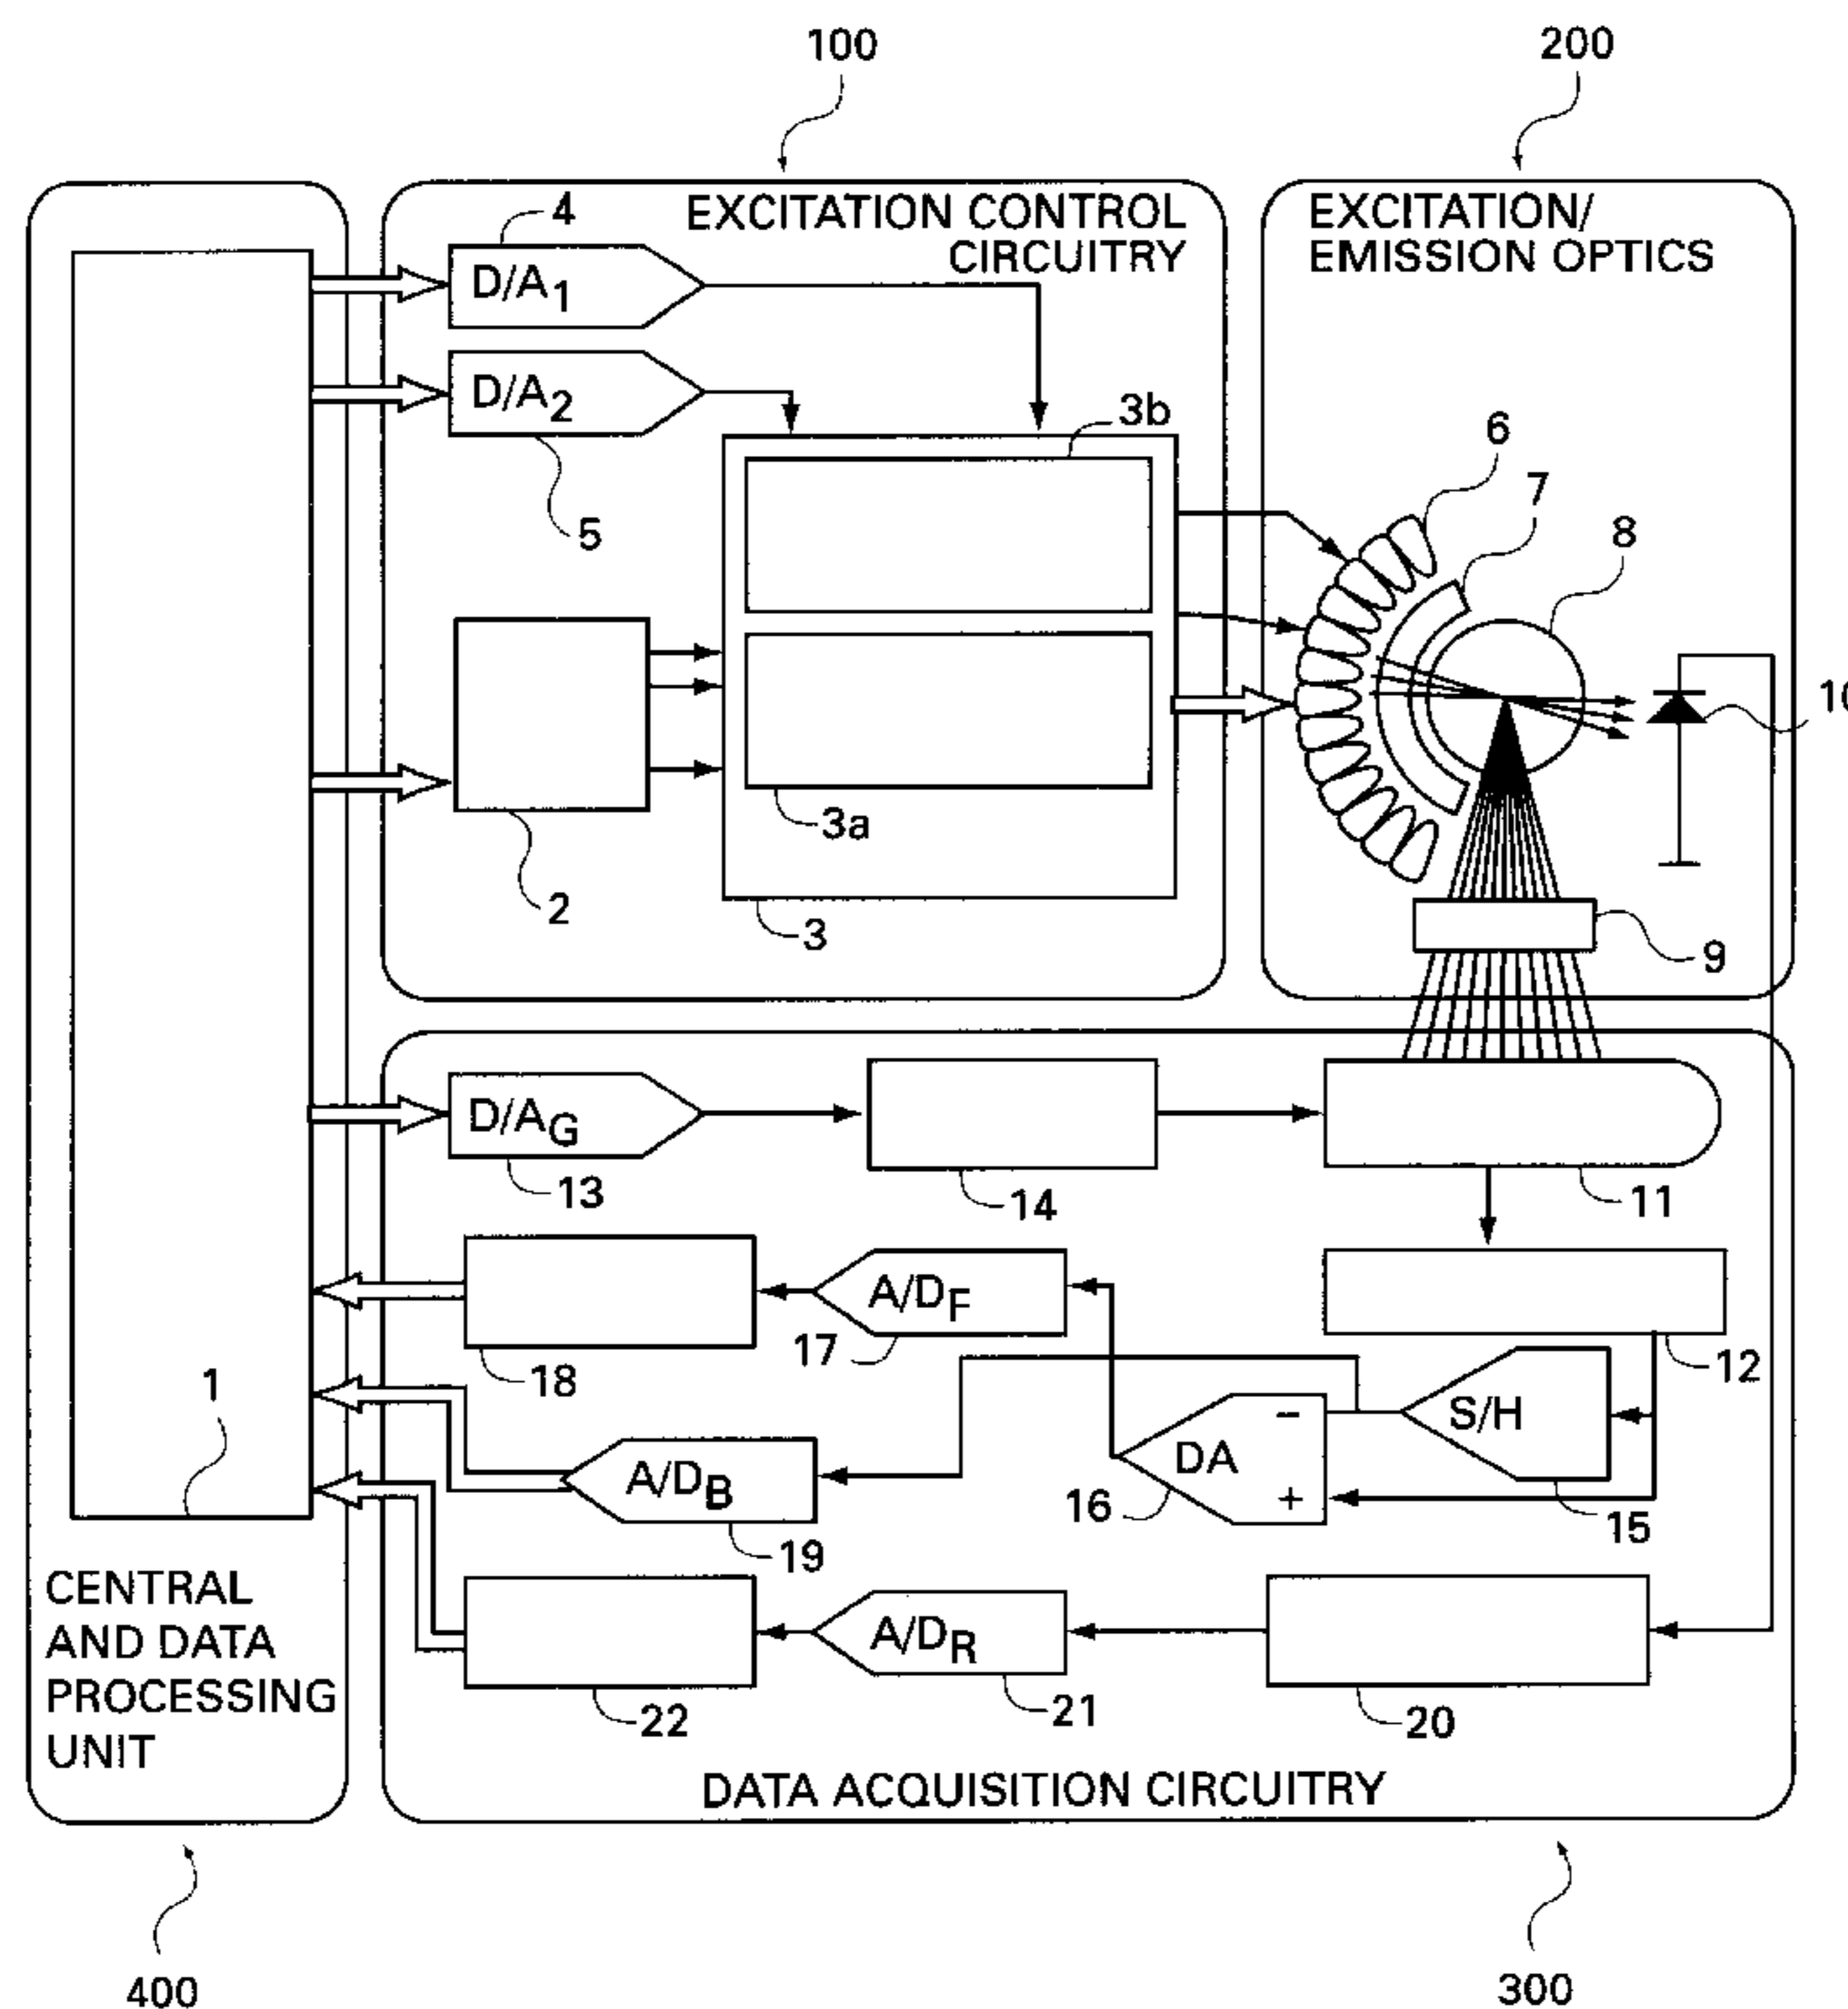 100
200
EXCITATION CONTROL
CIRCUITRY
EXCITATION/
EMISSION OPTICS
4
D/A1
D/A2
5
3b
6
7
8
10
2
3a
3
9
D/AG
13
14
11
A/DF
17
18
12
1
S/H
15
DA
-
+
16
A/DB
19
A/DR
21
22
20
CENTRAL
AND DATA
PROCESSING
UNIT
DATA ACQUISITION CIRCUITRY
400
300